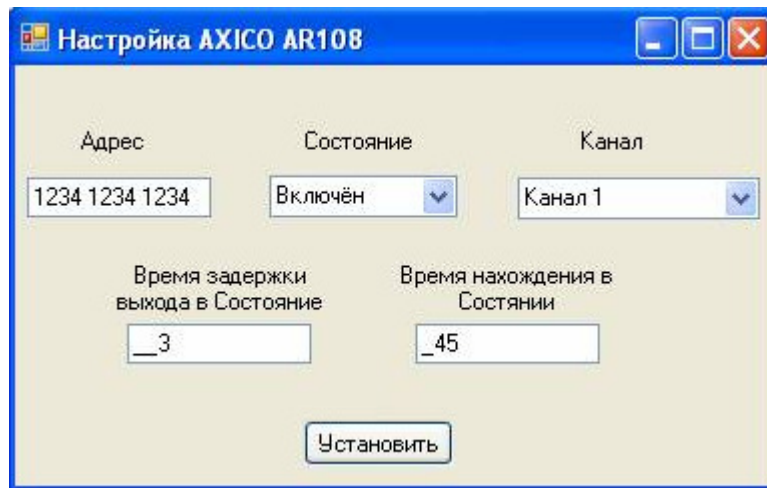 Настройка AXICO AR108
Адрес
Состояние
Канал
1234 1234 1234
Включён
Канал 1
Время задержки
выхода в Состояние
Время нахождения в
Состянии
__3
_45
Установить